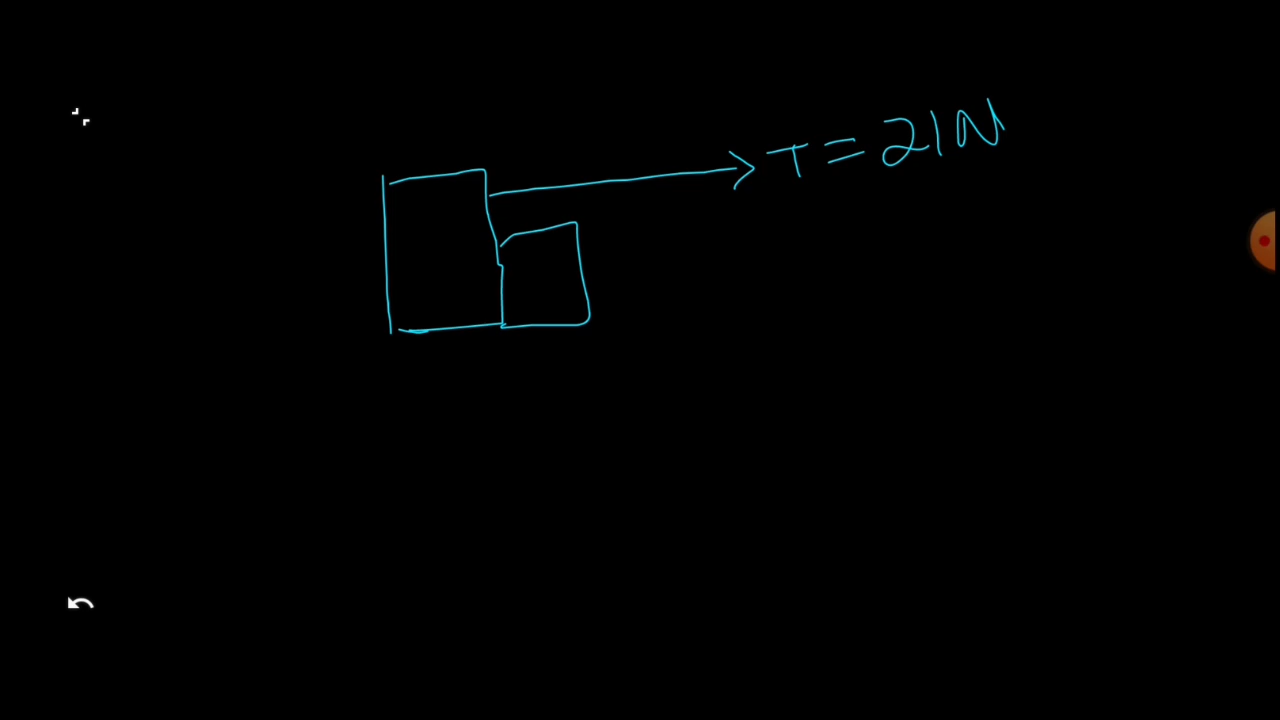 T = 21N